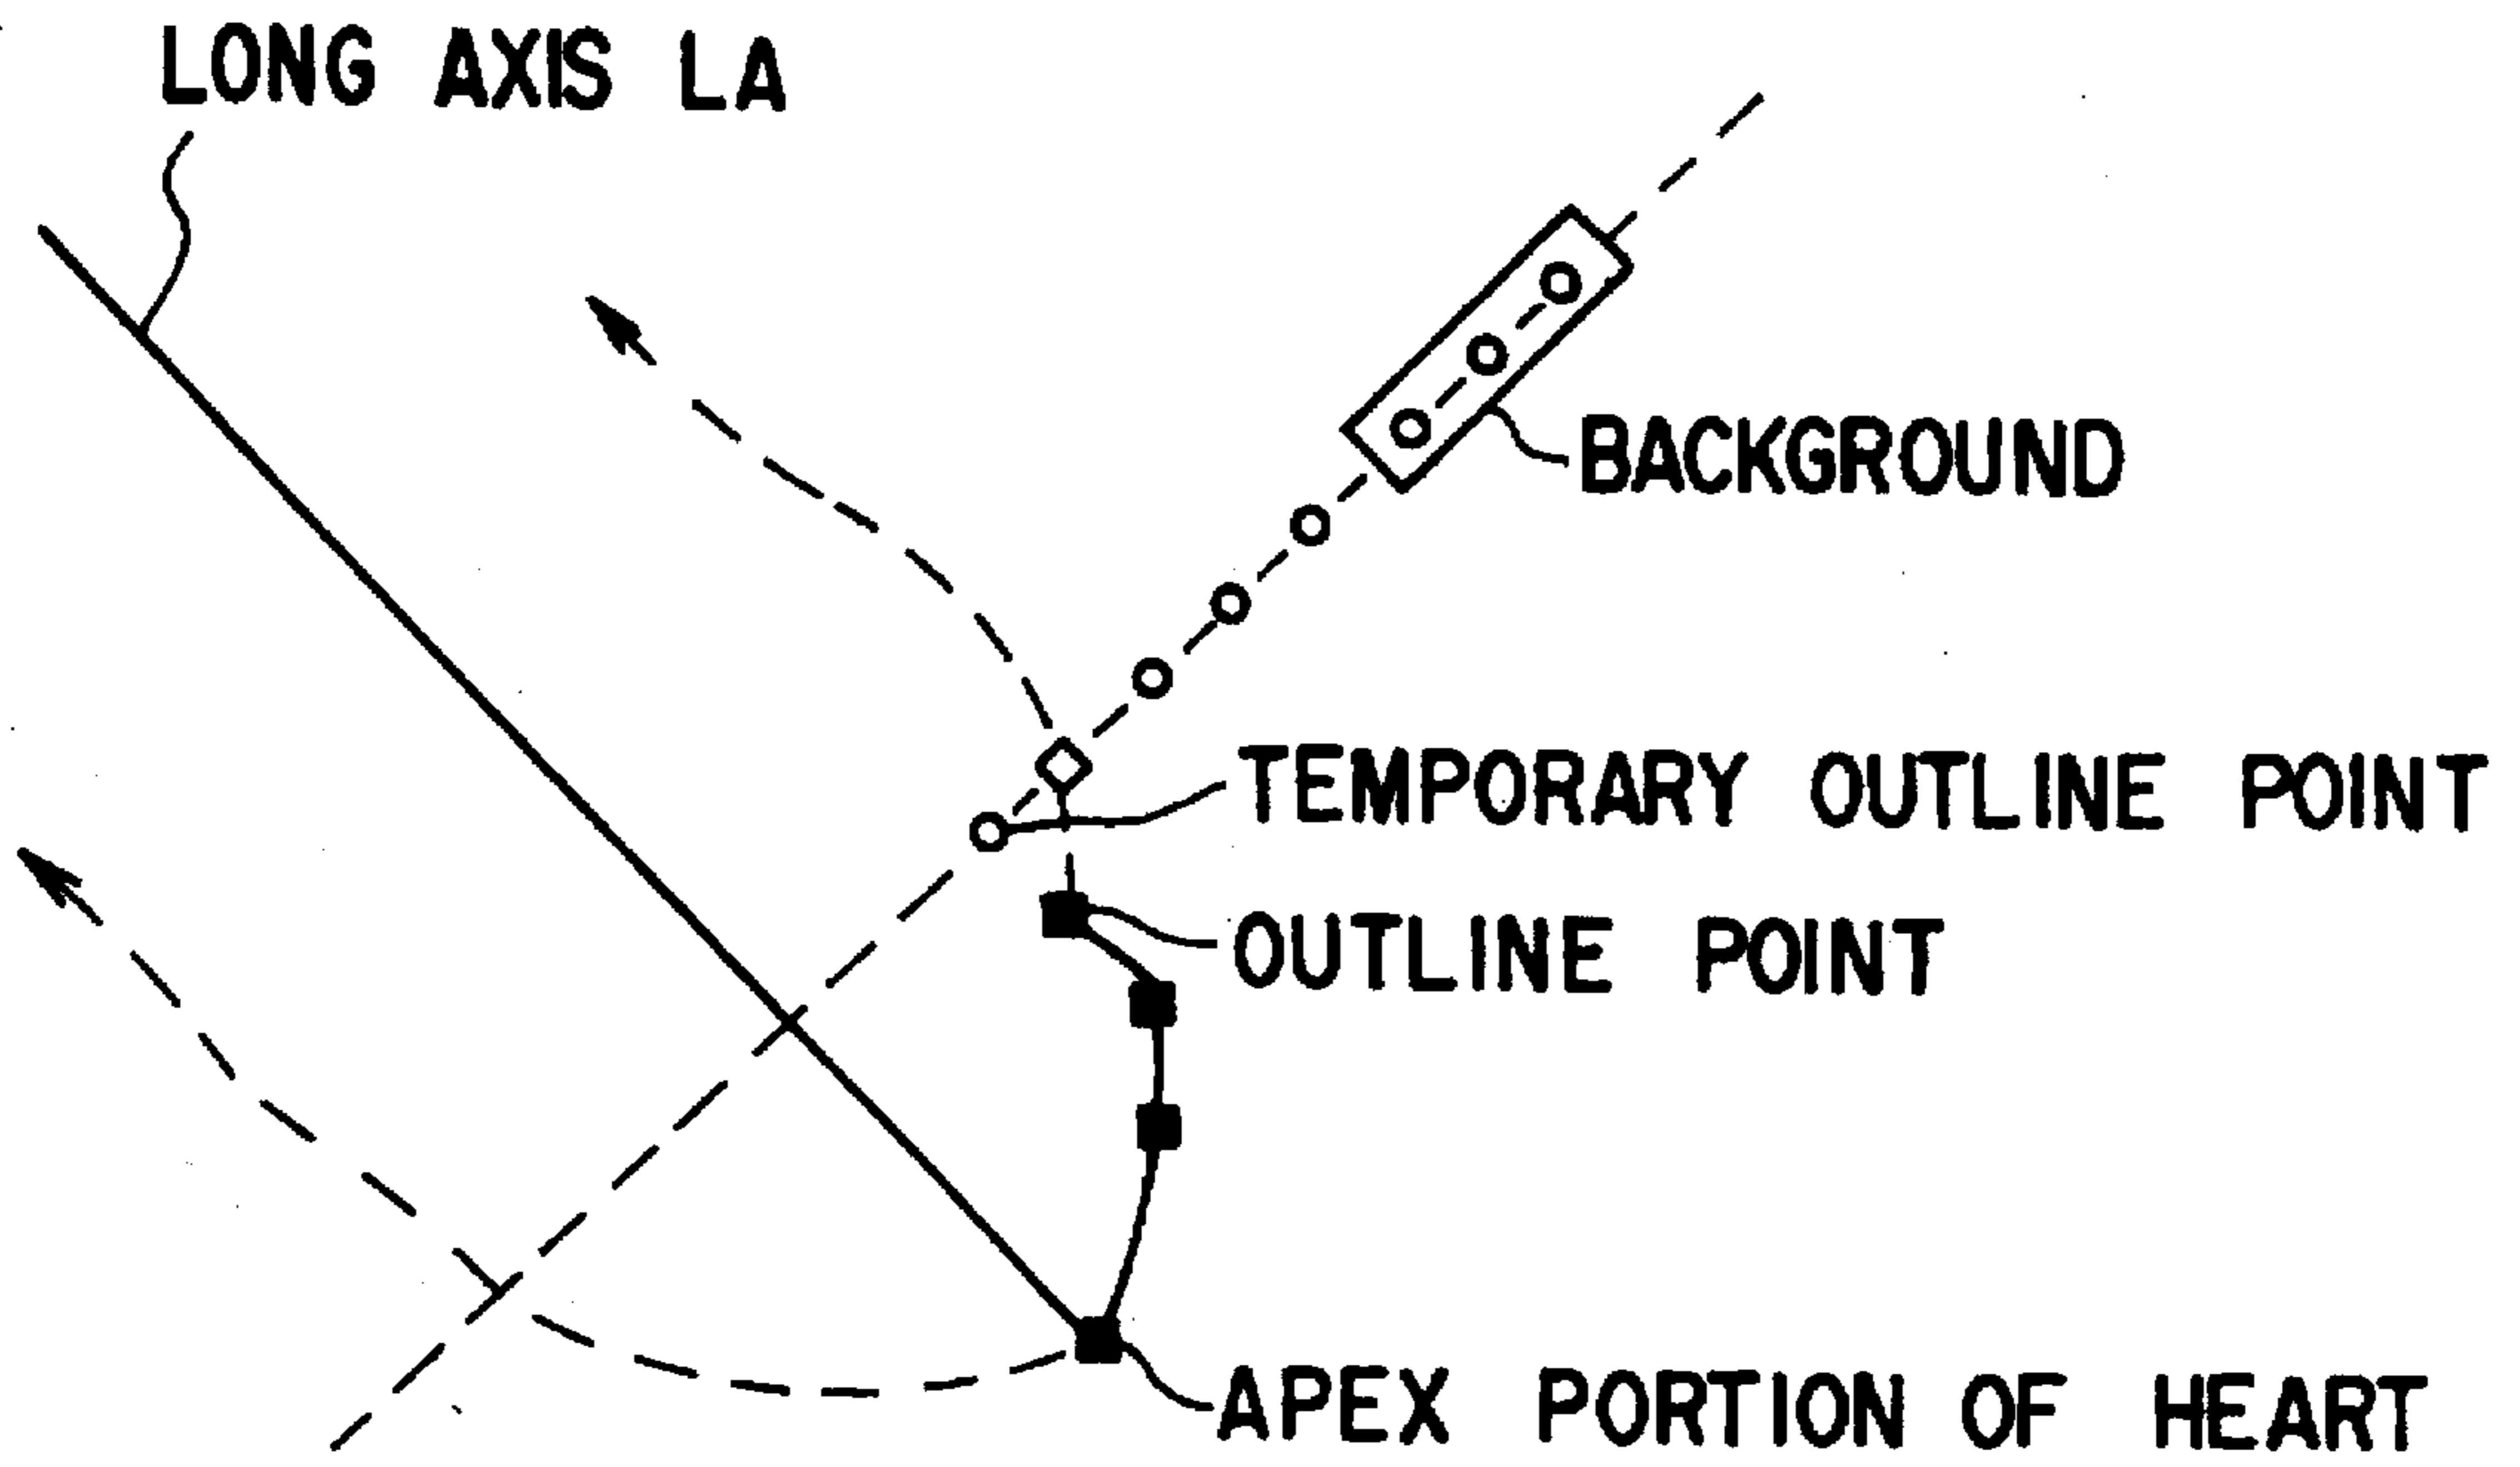 LONG AXIS LA
BACKGROUND
TEMPORARY OUTLINE POINT
OUTLINE POINT
APEX PORTION OF HEART